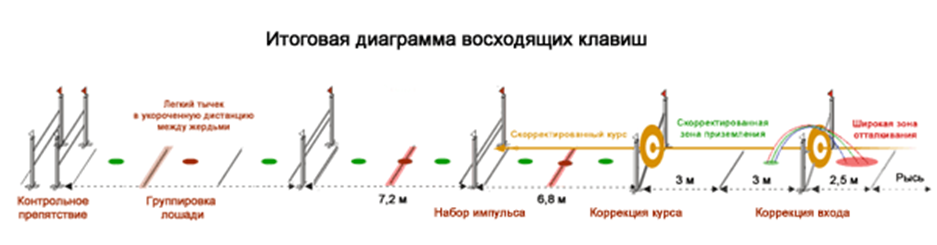 Итоговая диаграмма восходящих клавиш
Легкий тычек
в укороченную дистанцию
между жердьми
Скорректированный курс
Скорректированная
зона приземления
Широкая зона
отталкивания
3 м
3 м
2,5 м
Рысь
7,2 м
6,8 м
Контрольное
препятствие
Группировка
лошади
Набор импульса
Коррекция курса
Коррекция входа